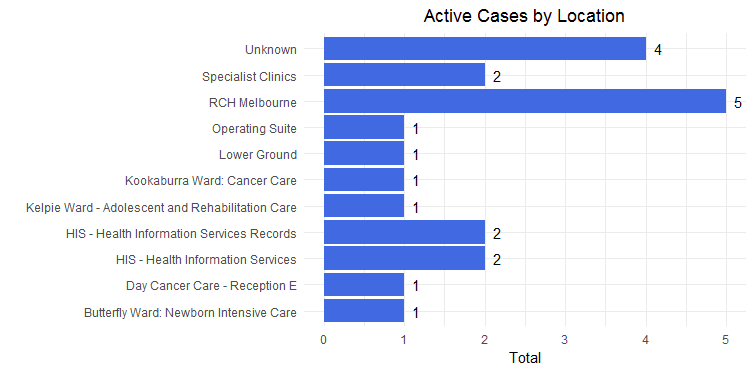 Active Cases by Location
Unknown 4
Specialist Clinics 2
RCH Melbourne 5
Operating Suite 1
Lower Ground 1
Kookaburra Ward: Cancer Care 1
Kelpie Ward - Adolescent and Rehabilitation Care 1
HIS - Health Information Services Records 2
HIS - Health Information Services 2
Day Cancer Care - Reception E 1
Butterfly Ward: Newborn Intensive Care 1
0 1 2 3 4 5
Total